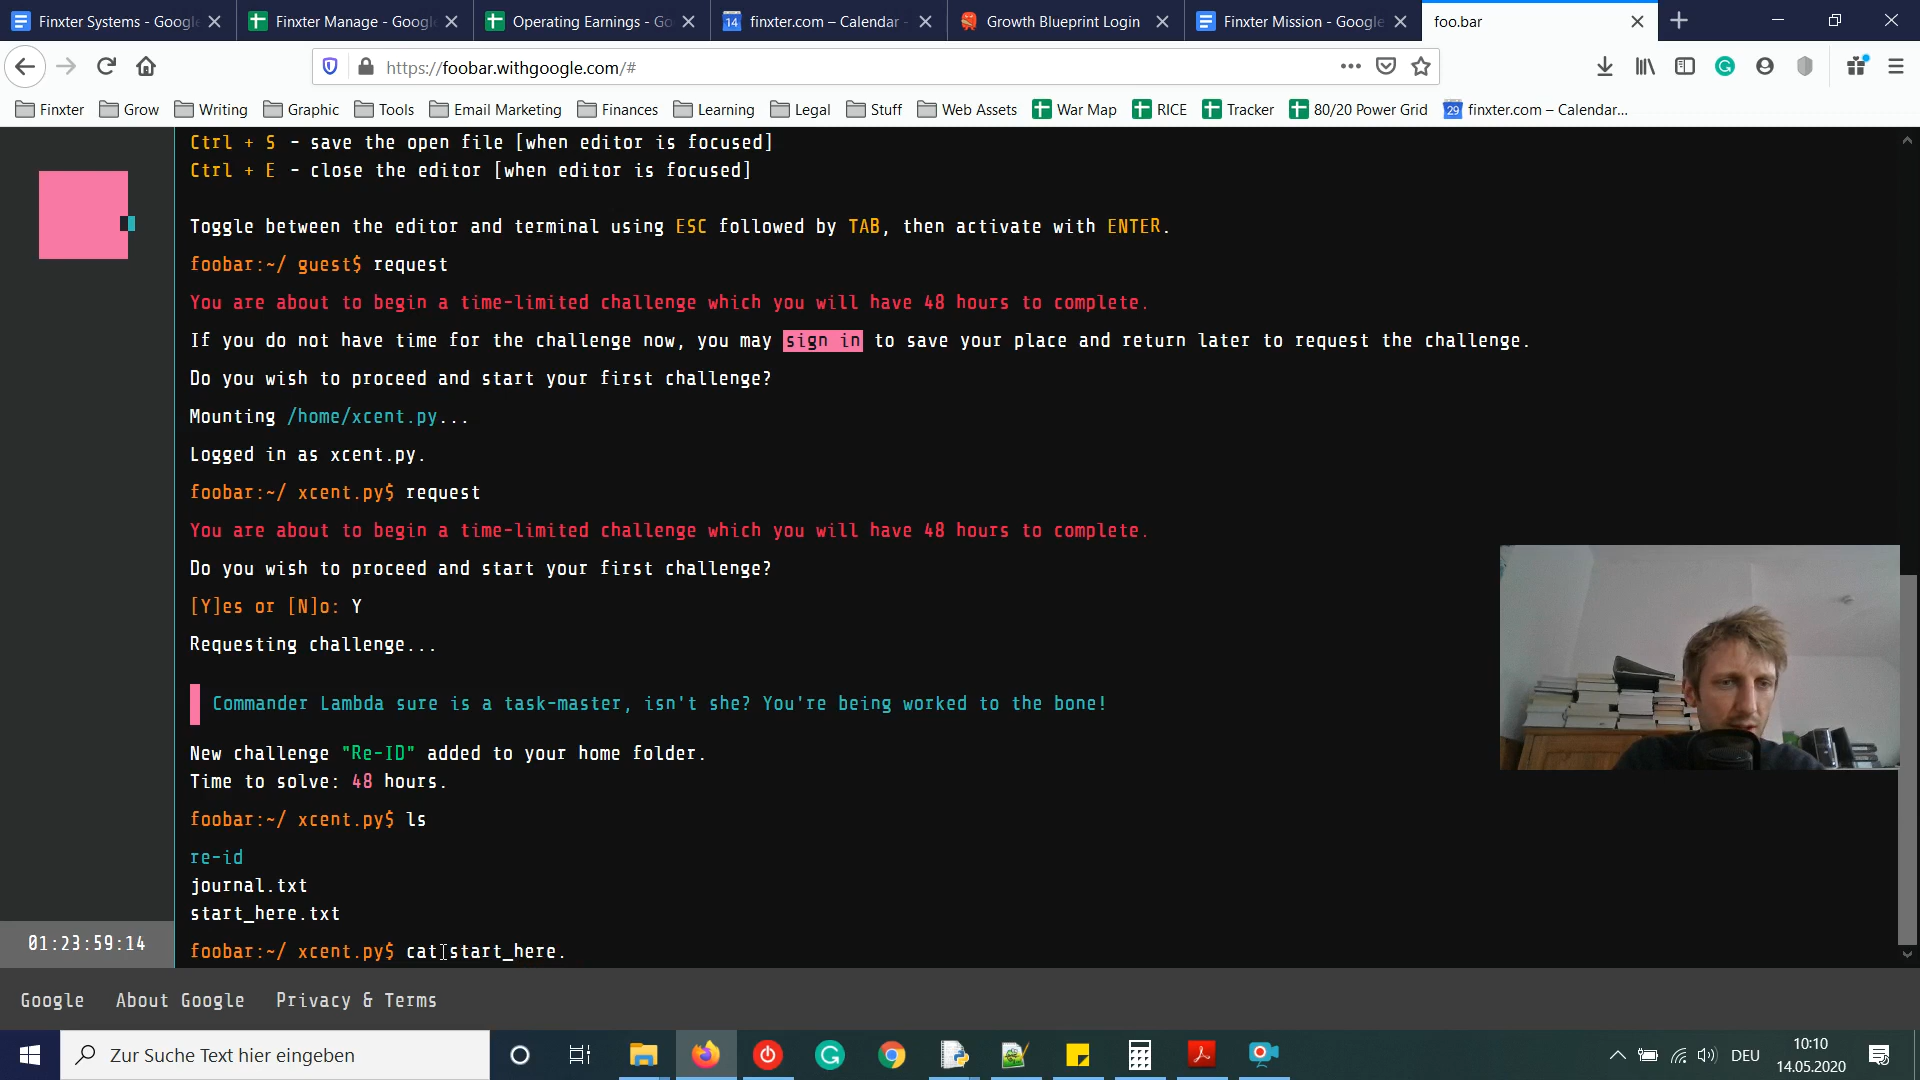 Finxter Systems - Google
Finxter Manage - Google
Operating Earnings - Go
14
finxter.com – Calendar -
Growth Blueprint Login
Finxter Mission - Google
foo.bar
https://foobar.withgoogle.com/#
Finxter
Grow
Writing
Graphic
Tools
Email Marketing
Finances
Learning
Legal
Stuff
Web Assets
War Map
RICE
Tracker
80/20 Power Grid
29
finxter.com – Calendar...
Ctrl + S - save the open file [when editor is focused]
Ctrl + E - close the editor [when editor is focused]
Toggle between the editor and terminal using ESC followed by TAB, then activate with ENTER.
foobar:~/ guest$ request
You are about to begin a time-limited challenge which you will have 48 hours to complete.
If you do not have time for the challenge now, you may sign in to save your place and return later to request the challenge.
Do you wish to proceed and start your first challenge?
Mounting /home/xcent.py...
Logged in as xcent.py.
foobar:~/ xcent.py$ request
You are about to begin a time-limited challenge which you will have 48 hours to complete.
Do you wish to proceed and start your first challenge?
[Y]es or [N]o: Y
Requesting challenge...
Commander Lambda sure is a task-master, isn't she? You're being worked to the bone!
New challenge "Re-ID" added to your home folder.
Time to solve: 48 hours.
foobar:~/ xcent.py$ ls
re-id
journal.txt
start_here.txt
01:23:59:14
foobar:~/ xcent.py$ cat start_here.
Google
About Google
Privacy & Terms
Zur Suche Text hier eingeben
DEU
10:10
14.05.2020